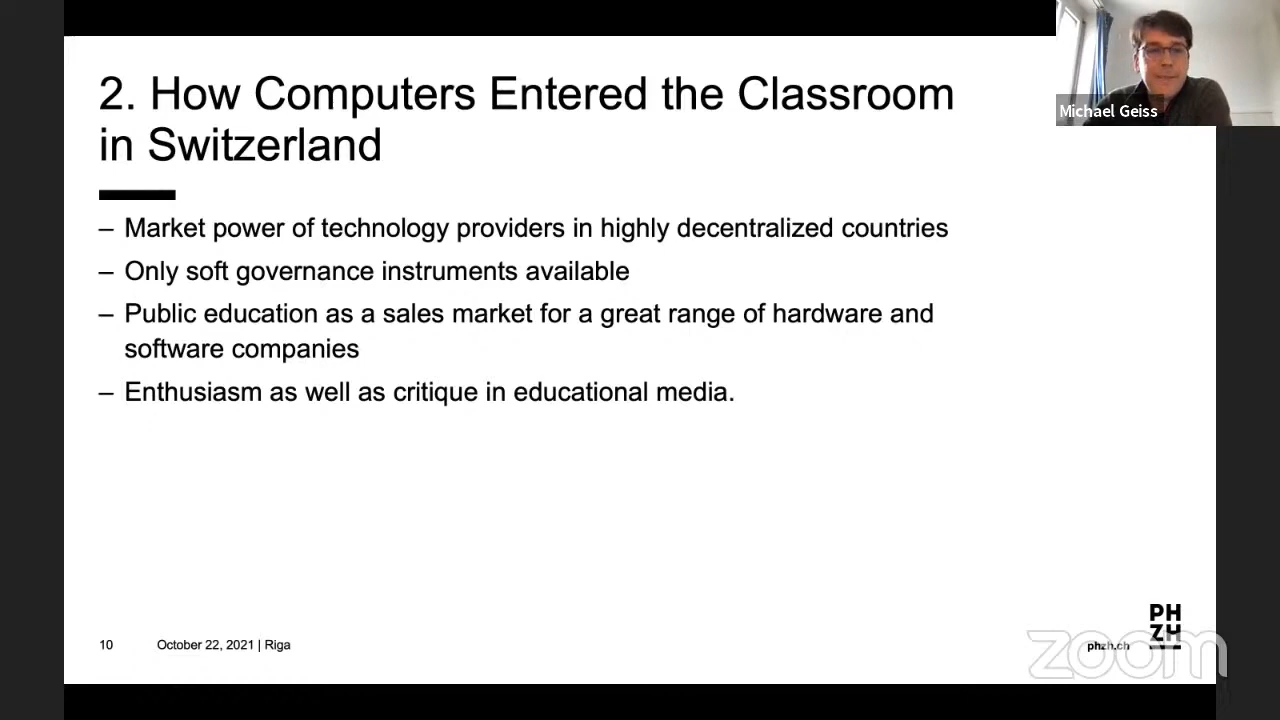 2. How Computers Entered the Classroom
in Switzerland
Michael Geiss
– Market power of technology providers in highly decentralized countries
– Only soft governance instruments available
– Public education as a sales market for a great range of hardware and
software companies
– Enthusiasm as well as critique in educational media.
10 October 22, 2021 | Riga
phzh.ch
PH
ZH
zoom